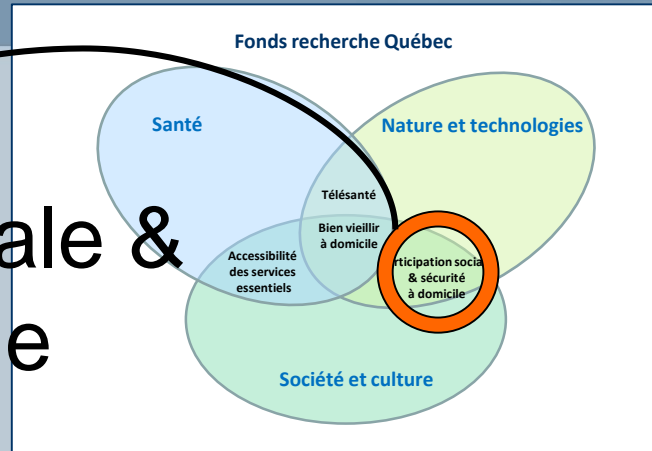 Fonds recherche Québec
Santé
Nature et technologies
Télésanté
Bien vieillir
à domicile
Accessibilité
des services
essentiels
& sécurité
à domicile
Société et culture
&